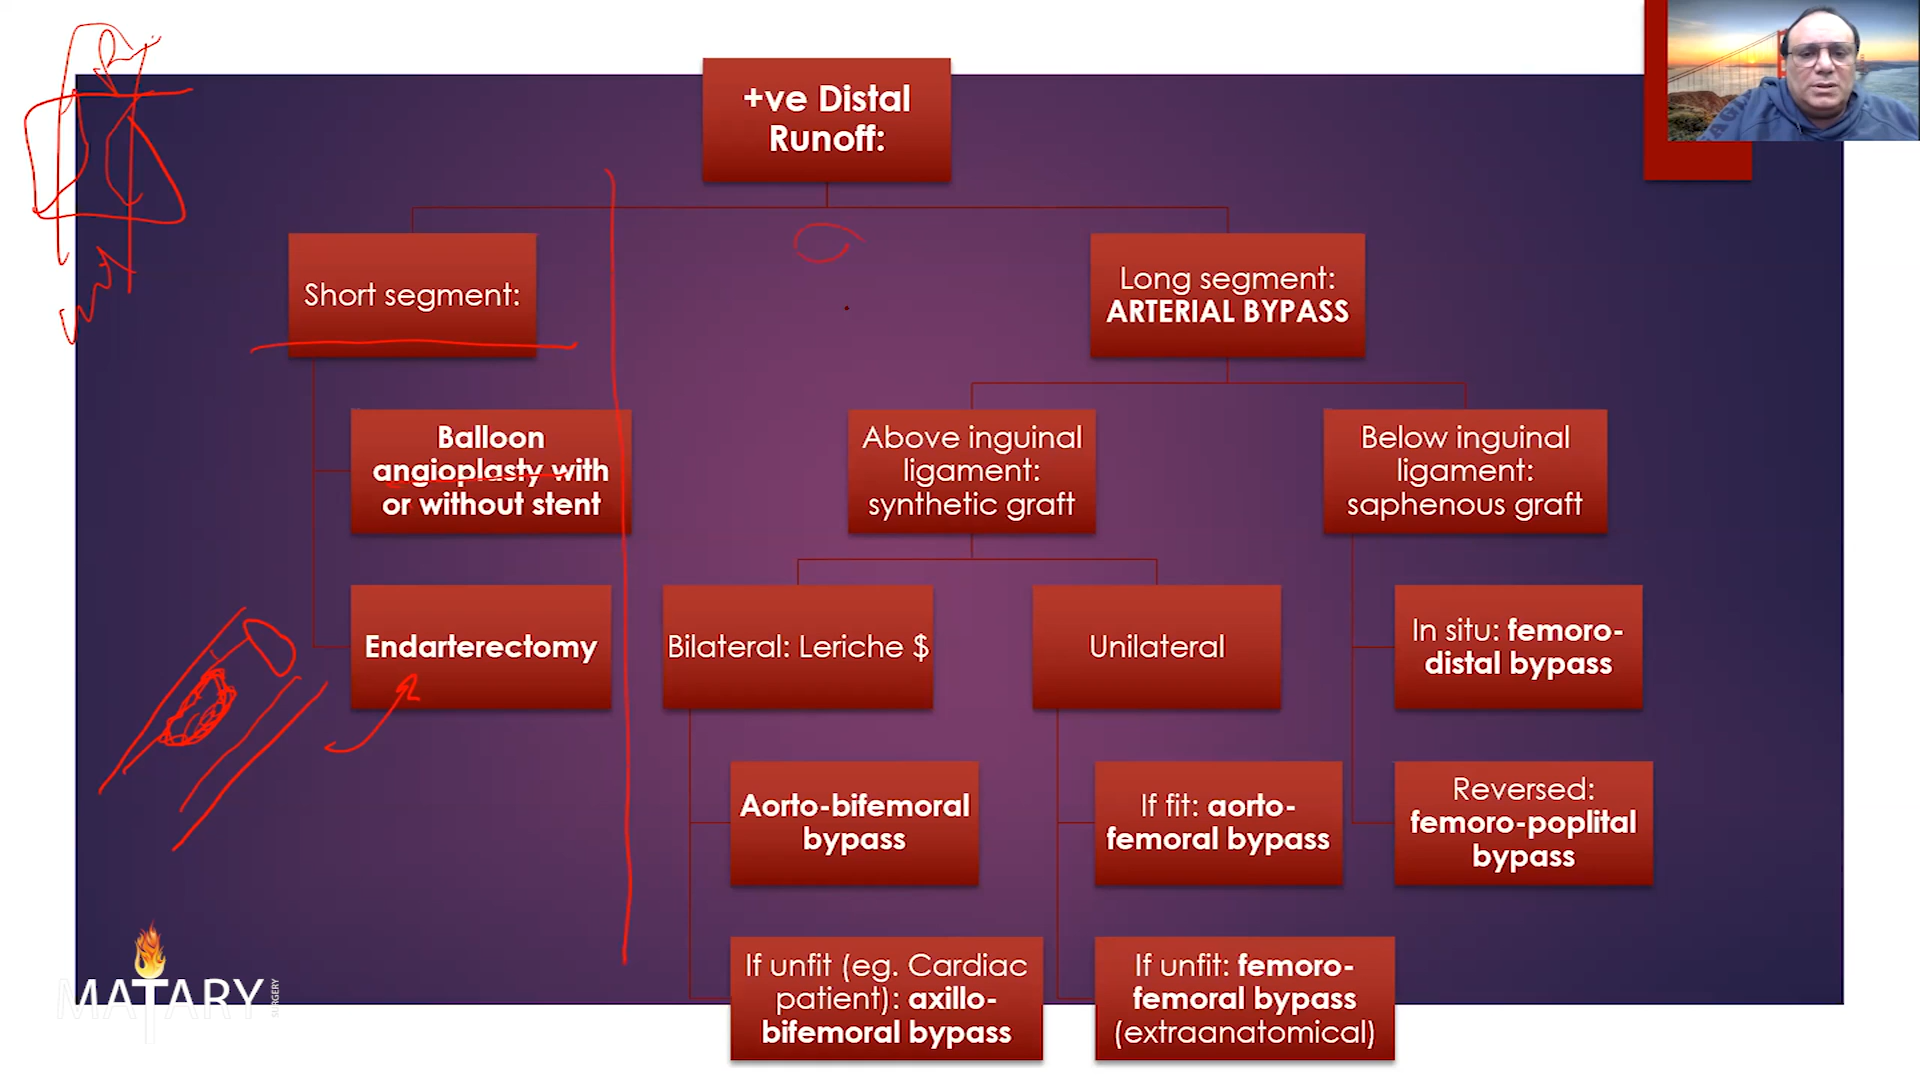 +ve Distal
Runoff:
Short segment:
Long segment:
ARTERIAL BYPASS
Balloon
angioplasty with
or without stent
Endarterectomy
Above inguinal
ligament:
synthetic graft
Below inguinal
ligament:
saphenous graft
Bilateral: Leriche $
Unilateral
Aorto-bifemoral
bypass
If unfit (eg. Cardiac
patient): axillo-
bifemoral bypass
If fit: aorto-
femoral bypass
If unfit: femoro-
femoral bypass
(extraanatomical)
In situ: femoro-
distal bypass
Reversed:
femoro-poplital
bypass
MATARY
SURGERY